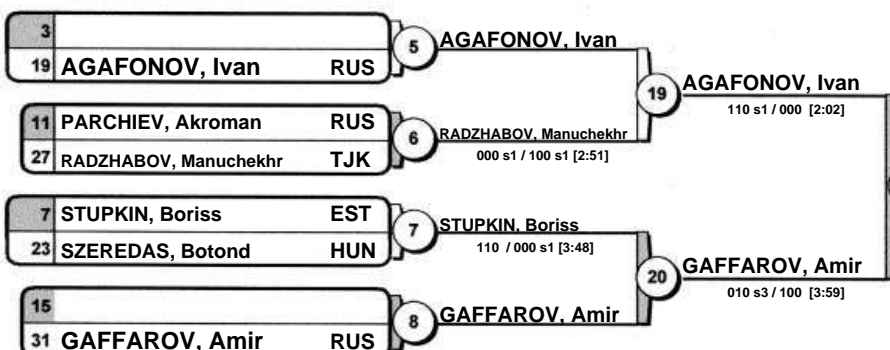 3
19 AGAFONOV, Ivan RUS
5
AGAFONOV, Ivan
11 PARCHIEV, Akroman RUS
27 RADZHABOV, Manuchekhr TJK
6
RADZHABOV, Manuchekhr
000 s1 / 100 s1 [2:51]
19
AGAFONOV, Ivan
110 s1 / 000 [2:02]
7 STUPKIN, Boriss EST
23 SZEREDAS, Botond HUN
7
STUPKIN, Boriss
110 / 000 s1 [3:48]
15
31 GAFFAROV, Amir RUS
8
GAFFAROV, Amir
20
GAFFAROV, Amir
010 s3 / 100 [3:59]